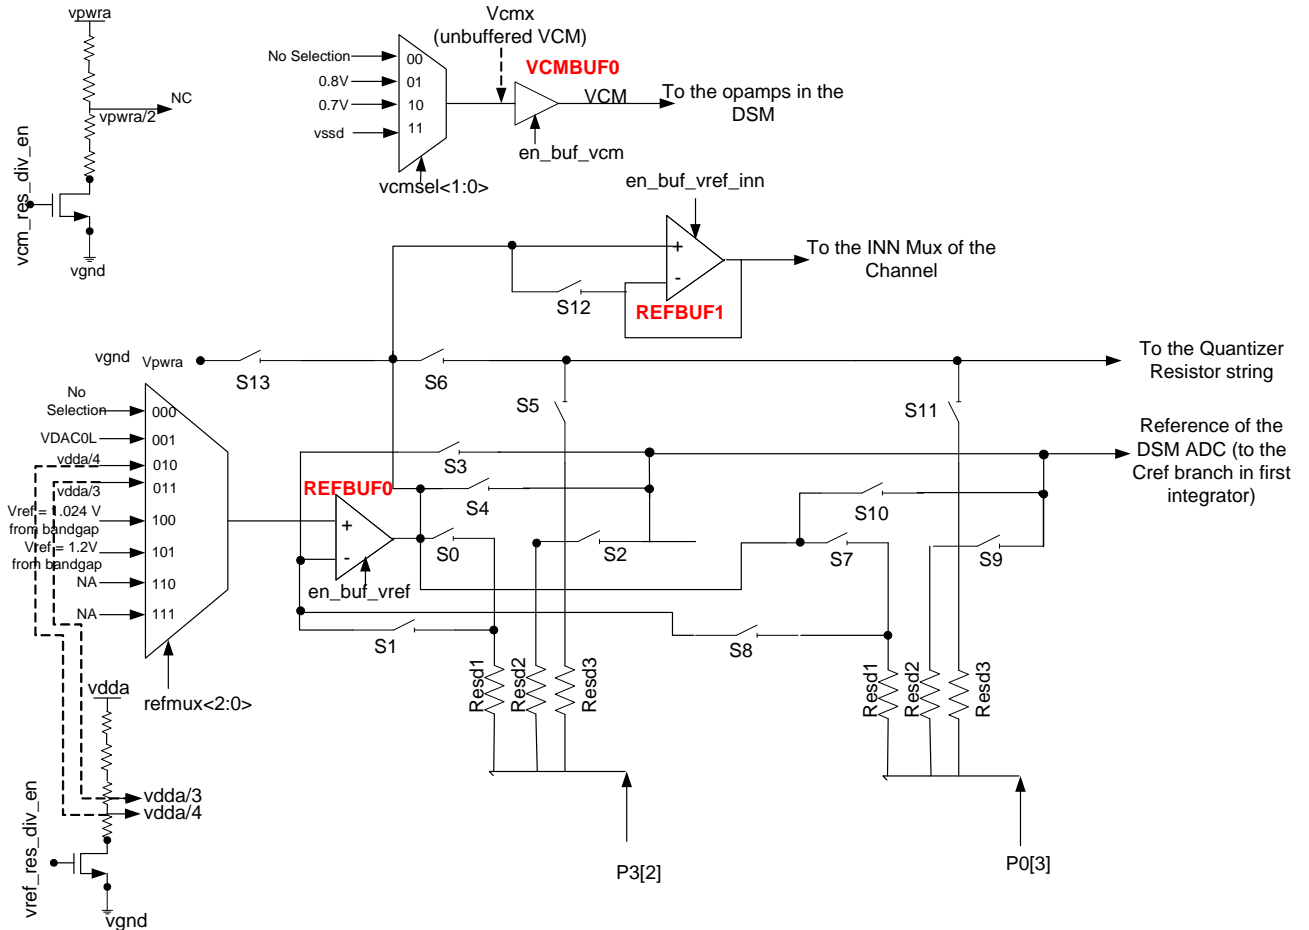 vpwra
NC
vpwra/2
vcm_res_div_en
vgnd
Vcmx
(unbuffered VCM)
No Selection
00
VCMBUF0
0.8V
01
0.7V
10
VCM
To the opamps in the
DSM
vssd
11
en_buf_vcm
vcmsel<1:0>
en_buf_vref_inn
+
-
To the INN Mux of the
Channel
S12
REFBUF1
vgnd
Vpwra
S13
S6
To the Quantizer
Resistor string
No
Selection
000
S5
S11
VDAC0L
001
vdda/4
010
S3
Reference of the
DSM ADC (to the
Cref branch in first
integrator)
vdda/3
011
REFBUF0
S4
S10
Vref = 1.024 V
from bandgap
100
+
-
S0
S2
S7
S9
Vref = 1.2V
from bandgap
101
en_buf_vref
NA
110
NA
111
S1
S8
Resd1
Resd2
Resd3
Resd1
Resd2
Resd3
refmux<2:0>
vdda
vdda/3
vdda/4
vref_res_div_en
vgnd
P3[2]
P0[3]